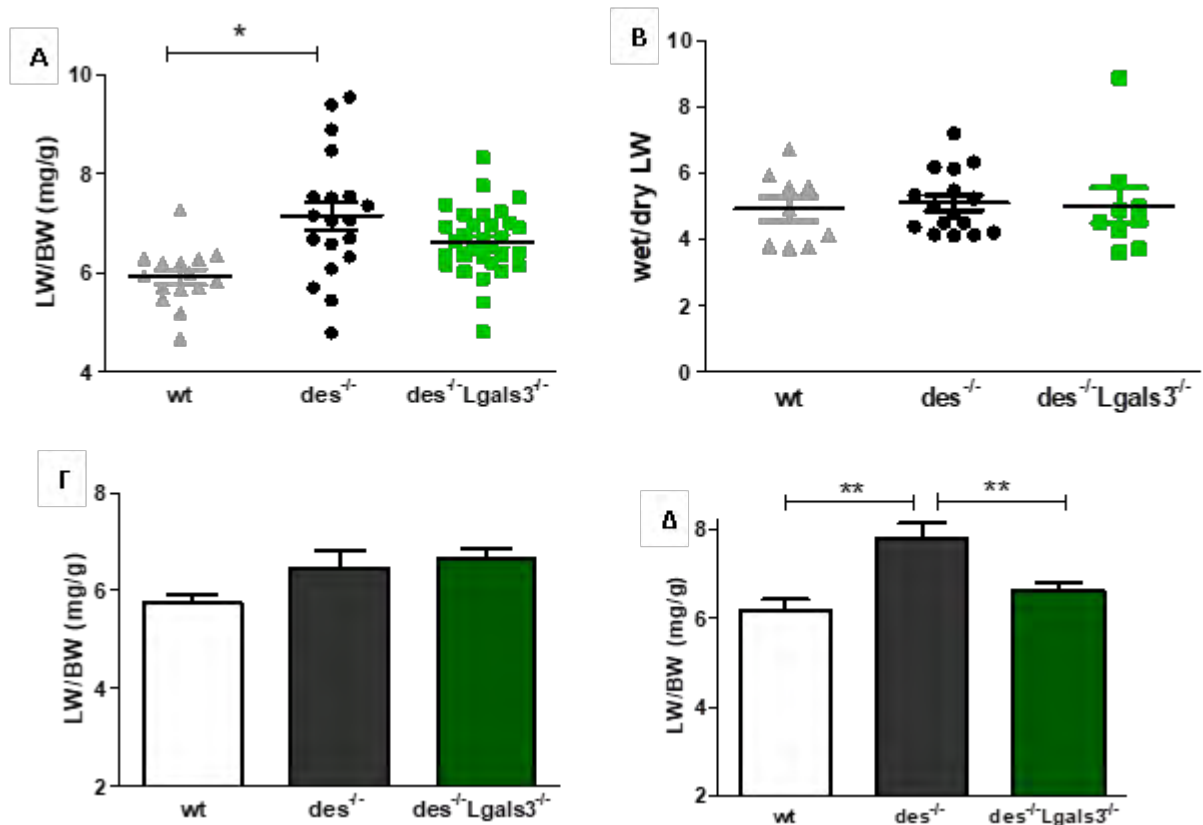 A
*
LW/BW (mg/g)
10
8
6
4
wt
des⁻/⁻
des⁻/⁻Lgals3⁻/⁻
B
wet/dry LW
10
8
6
4
2
0
wt
des⁻/⁻
des⁻/⁻Lgals3⁻/⁻
Γ
LW/BW (mg/g)
8
6
4
2
wt
des⁻/⁻
des⁻/⁻Lgals3⁻/⁻
Δ
**
**
LW/BW (mg/g)
8
6
4
2
wt
des⁻/⁻
des⁻/⁻Lgals3⁻/⁻